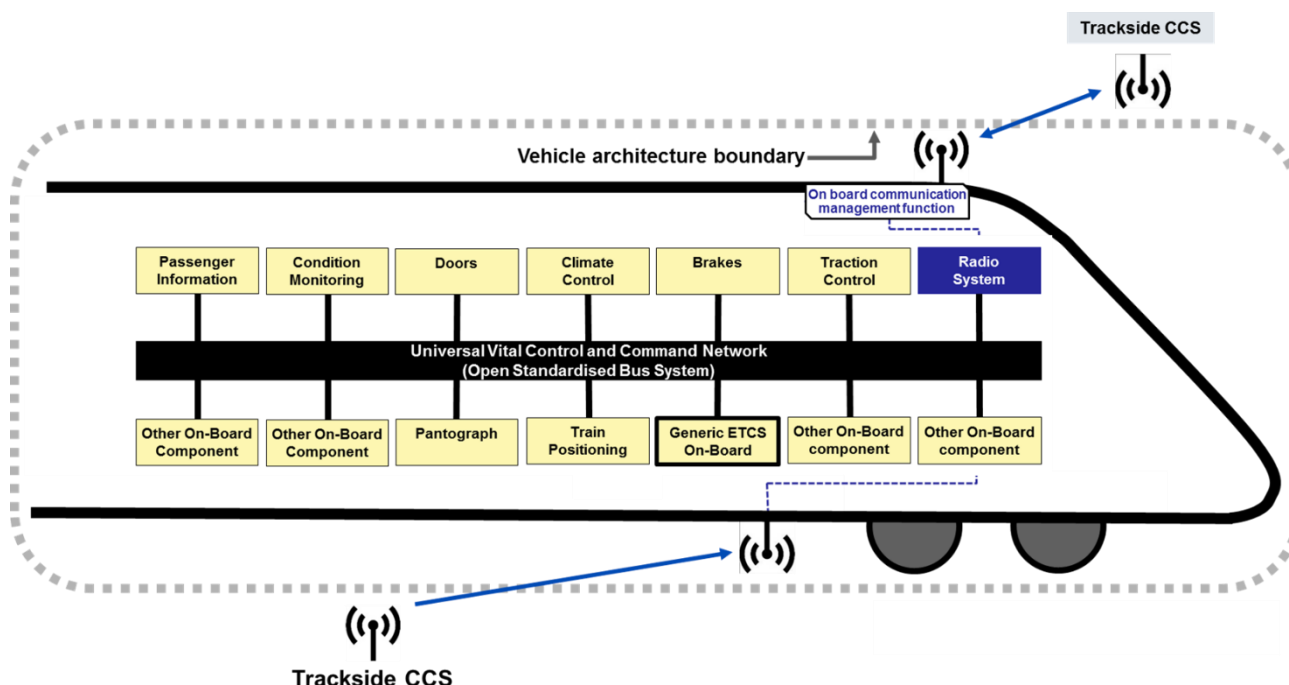 Trackside CCS
Vehicle architecture boundary
On board communication
management function
Passenger
Information
Condition
Monitoring
Doors
Climate
Control
Brakes
Traction
Control
Radio
System
Universal Vital Control and Command Network
(Open Standardised Bus System)
Other On-Board
Component
Other On-Board
Component
Pantograph
Train
Positioning
Generic ETCS
On-Board
Other On-Board
component
Other On-Board
component
Trackside CCS